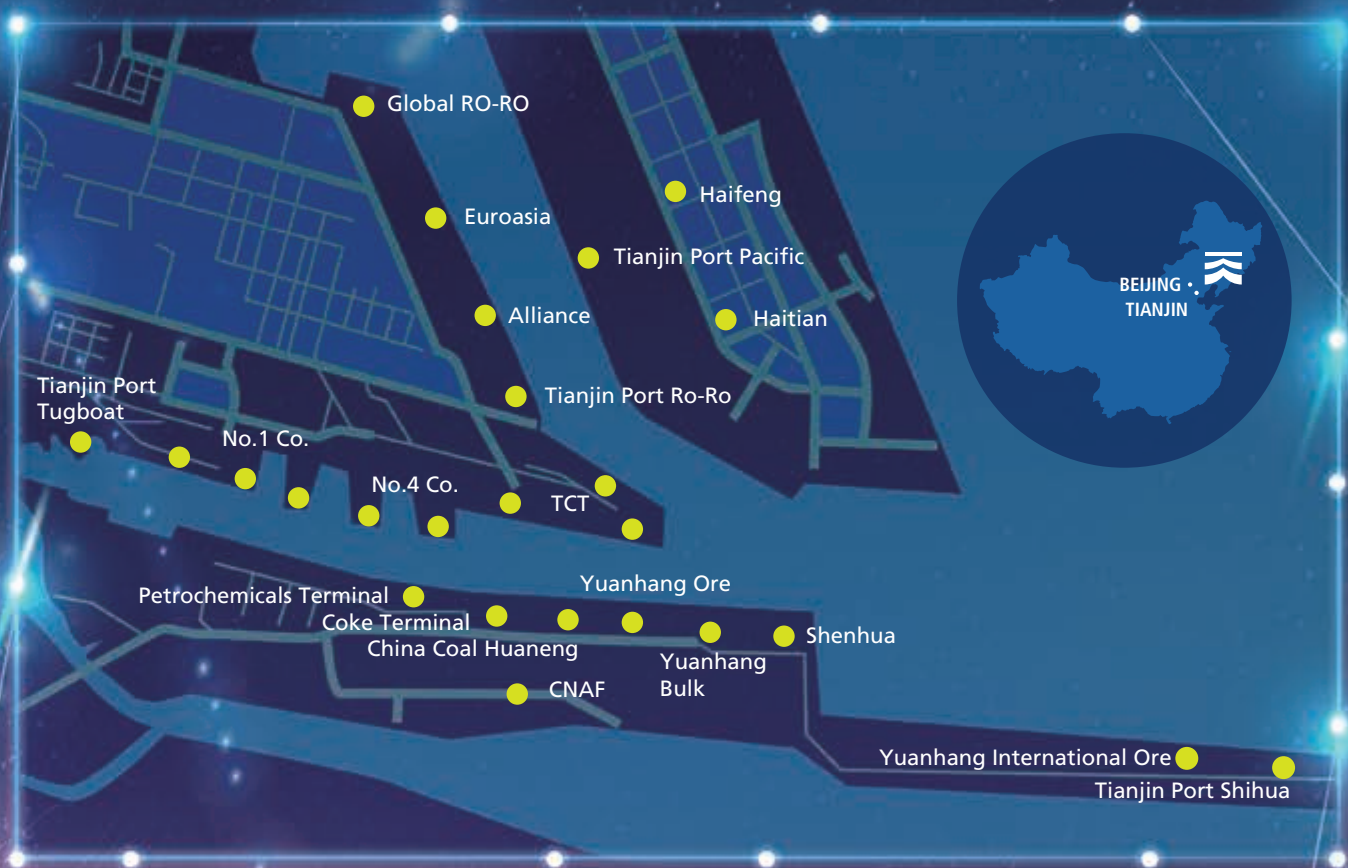 Global RO-RO
Haifeng
Euroasia
Tianjin Port Pacific
BEIJING
TIANJIN
Alliance
Haitian
Tianjin Port
Tugboat
Tianjin Port Ro-Ro
No.1 Co.
No.4 Co.
TCT
Yuanhang Ore
Petrochemicals Terminal
Coke Terminal
China Coal Huaneng
Shenhua
Yuanhang
Bulk
CNAF
Yuanhang International Ore
Tianjin Port Shihua